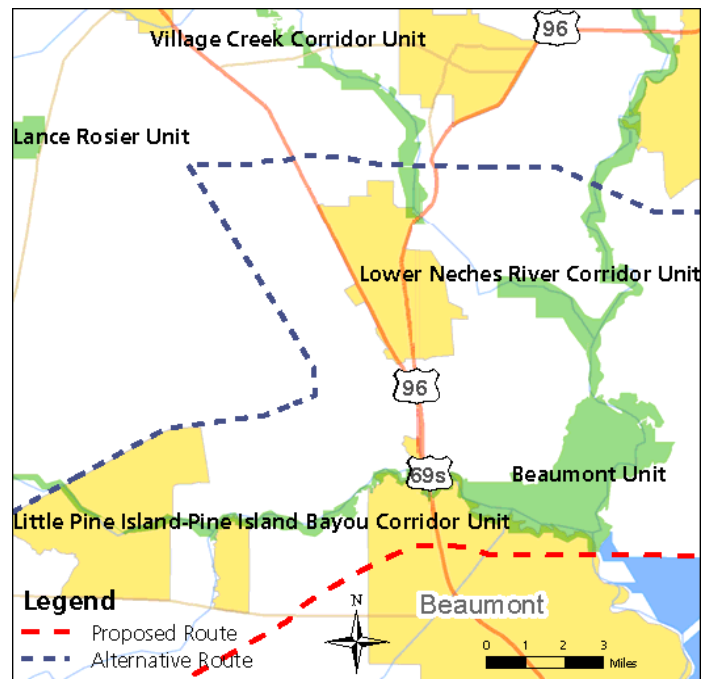 96
Village Creek Corridor Unit
Lance Rosier Unit
Lower Neches River Corridor Unit
96
69s
Beaumont Unit
Little Pine Island-Pine Island Bayou Corridor Unit
Legend
Proposed Route
Alternative Route
N
Beaumont
0 1 2 3
Miles